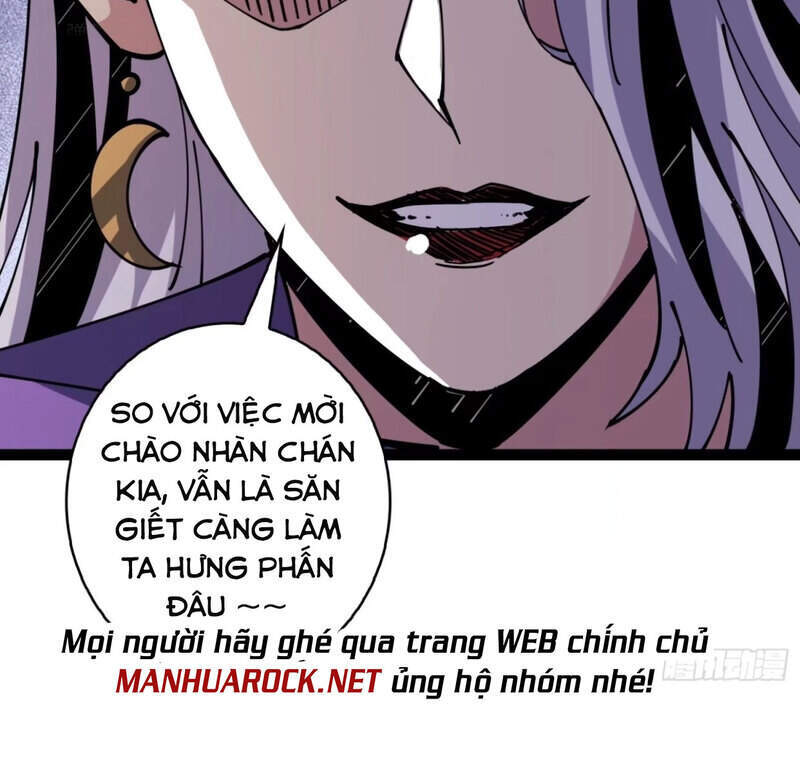 SO VỚI VIỆC MỜI
CHÀO NHÀN CHÁN
KIA, VẪN LÀ SĂN
GIẾT CÀNG LÀM
TA HƯNG PHẤN
ĐÂU ~~
Mọi người hãy ghé qua trang WEB chính chủ
MANHUAROCK.NET ủng hộ nhóm nhé!